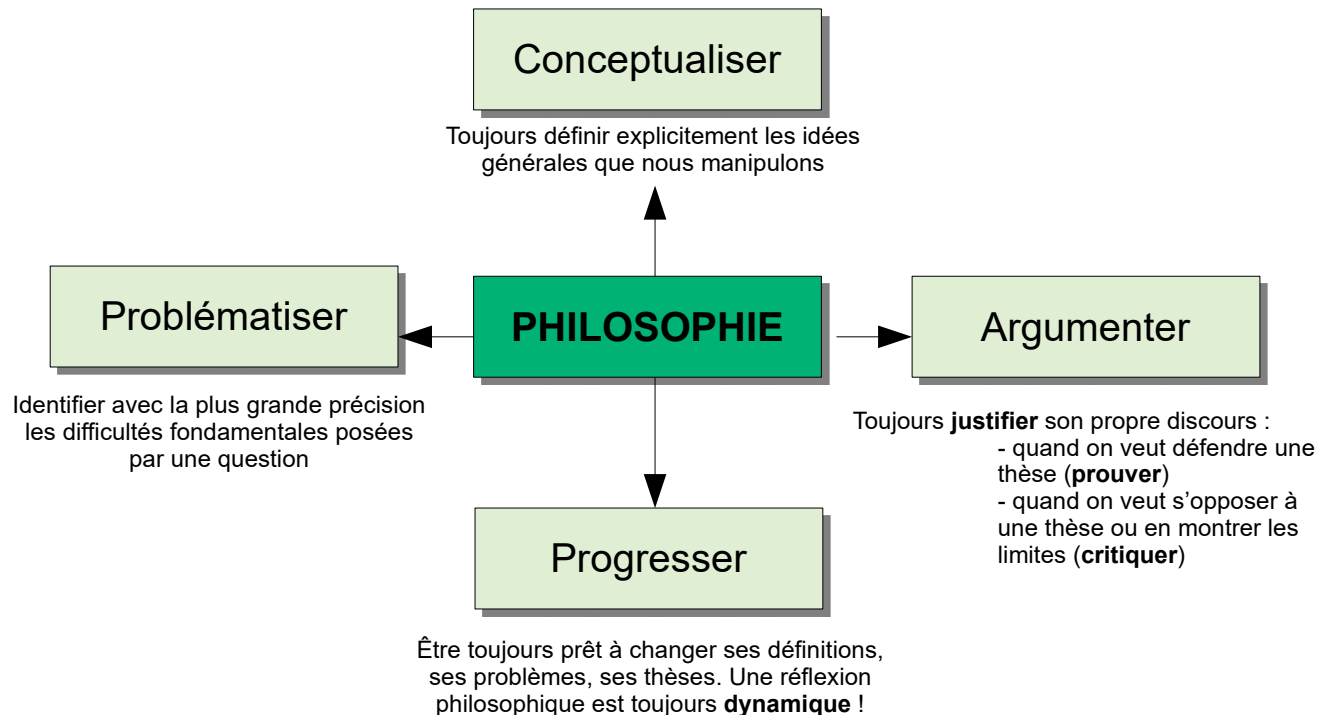 Conceptualiser
Toujours définir explicitement les idées
générales que nous manipulons
Problématiser
Identifier avec la plus grande précision
les difficultés fondamentales posées
par une question
PHILOSOPHIE
Argumenter
Toujours justifier son propre discours :
- quand on veut défendre une
thèse (prouver)
- quand on veut s’opposer à
une thèse ou en montrer les
limites (critiquer)
Progresser
Être toujours prêt à changer ses définitions,
ses problèmes, ses thèses. Une réflexion
philosophique est toujours dynamique !